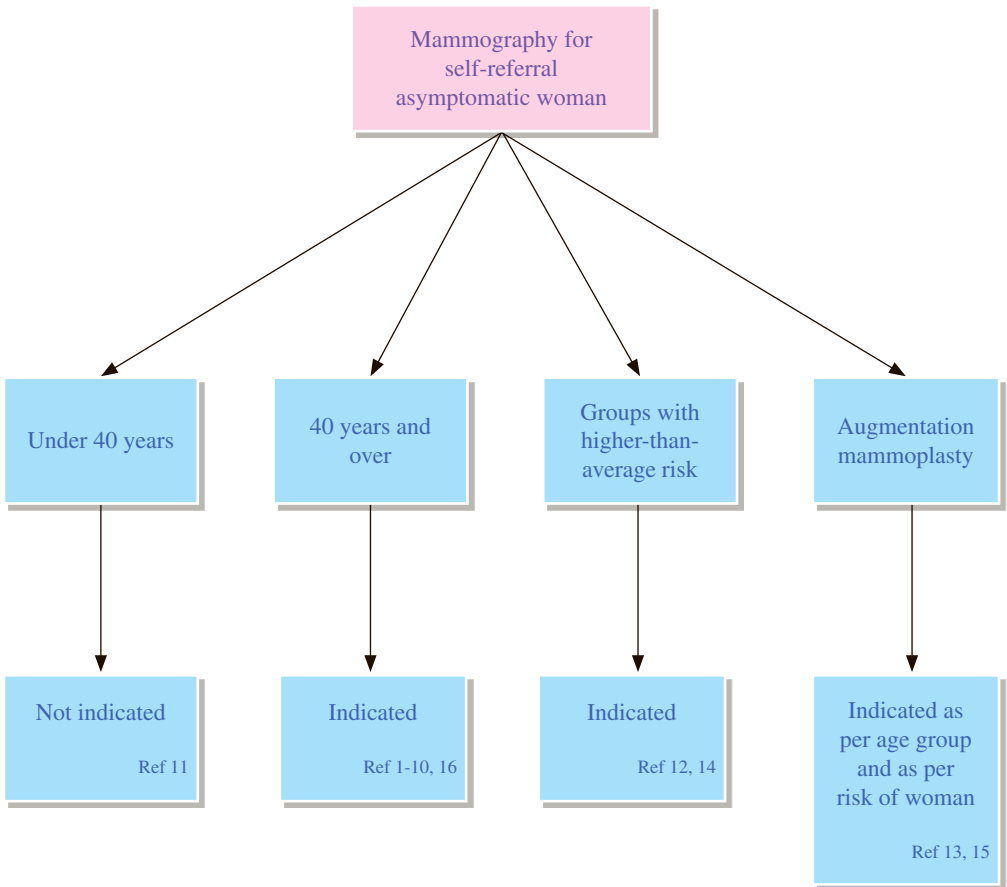 Mammography for
self-referral
asymptomatic woman
Under 40 years
40 years and
over
Groups with
higher-than-
average risk
Augmentation
mammoplasty
Not indicated
Ref 11
Indicated
Ref 1-10, 16
Indicated
Ref 12, 14
Indicated as
per age group
and as per
risk of woman
Ref 13, 15